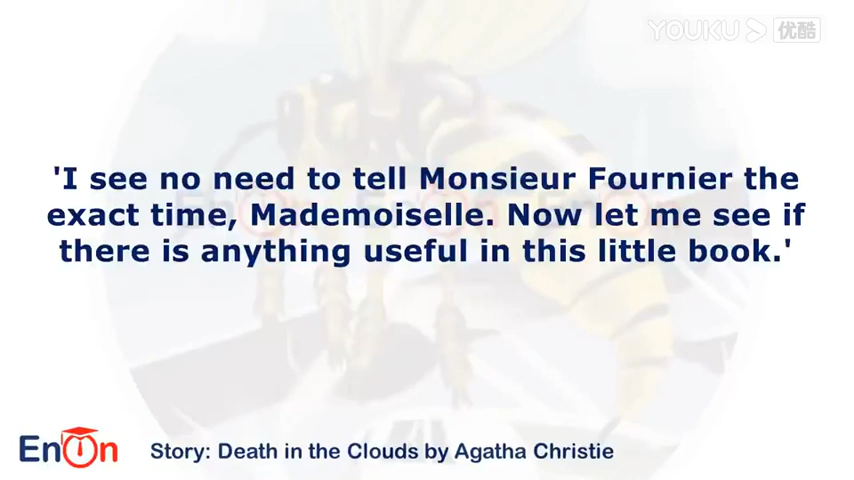 YOUKU 优酷
'I see no need to tell Monsieur Fournier the
exact time, Mademoiselle. Now let me see if
there is anything useful in this little book.'
EnOn
Story: Death in the Clouds by Agatha Christie